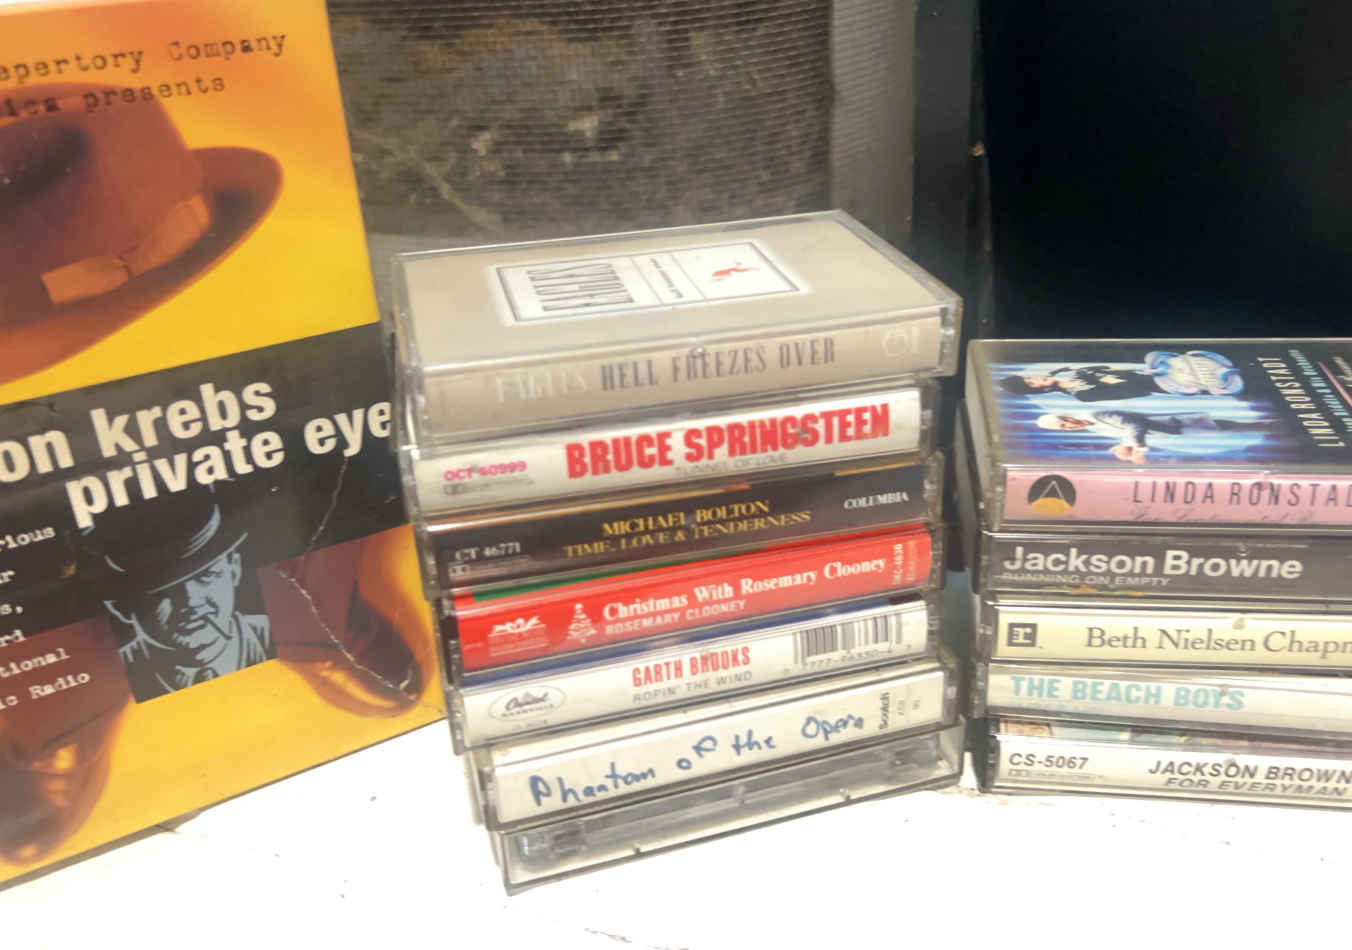 epertory Company
ica presents
on krebs
private eye
rious
r
s,
rd
tional
ic Radio
EAGLES
EAGLES HELL FREEZES OVER
OCT 40999
BRUCE SPRINGSTEEN
TUNNEL OF LOVE
CT 46771
MICHAEL BOLTON
TIME, LOVE & TENDERNESS
COLUMBIA
Christmas With Rosemary Clooney
ROSEMARY CLOONEY
Capitol
NASHVILLE
GARTH BROOKS
ROPIN' THE WIND
Phantom of the Opera
Scotch
LINDA RONSTADT
LINDA RONSTAD
Jackson Browne
RUNNING ON EMPTY
Beth Nielsen Chapm
THE BEACH BOYS
CS-5067
JACKSON BROWN
FOR EVERYMAN